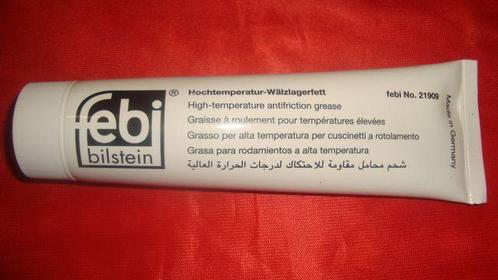 febi®
bilstein
Hochtemperatur-Wälzlagerfett
High-temperature antifriction grease
Graisse à roulement pour températures élevées
Grasso per alta temperatura per cuscinetti a rotolamento
Grasa para rodamientos a alta temperatura
شحم محامل مقاومة للاحتكاك لدرجات الحرارة العالية
febi No. 21909
Made in Germany